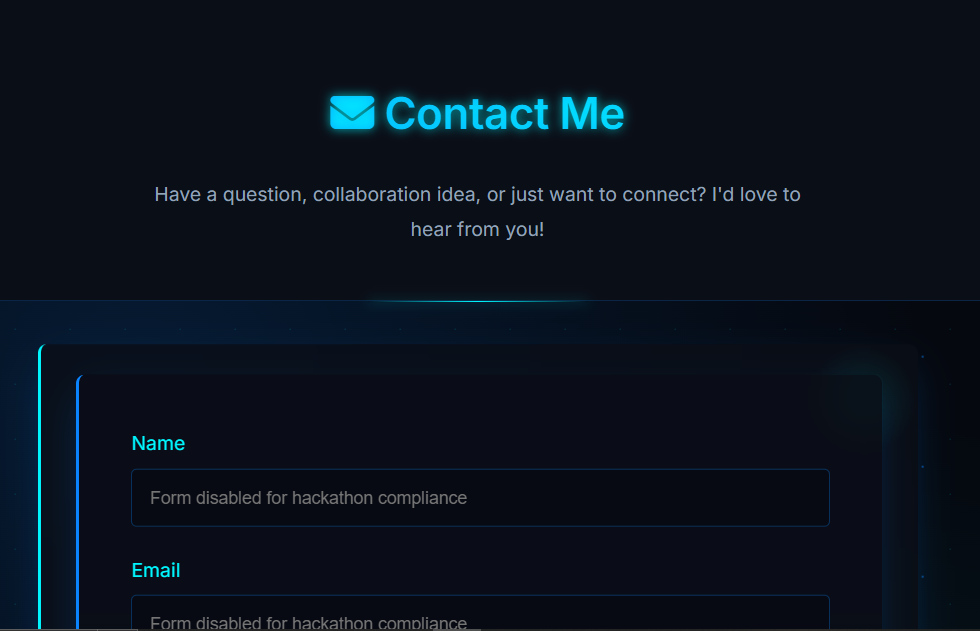 Contact Me
Have a question, collaboration idea, or just want to connect? I'd love to
hear from you!
Name
Form disabled for hackathon compliance
Email
Form disabled for hackathon compliance